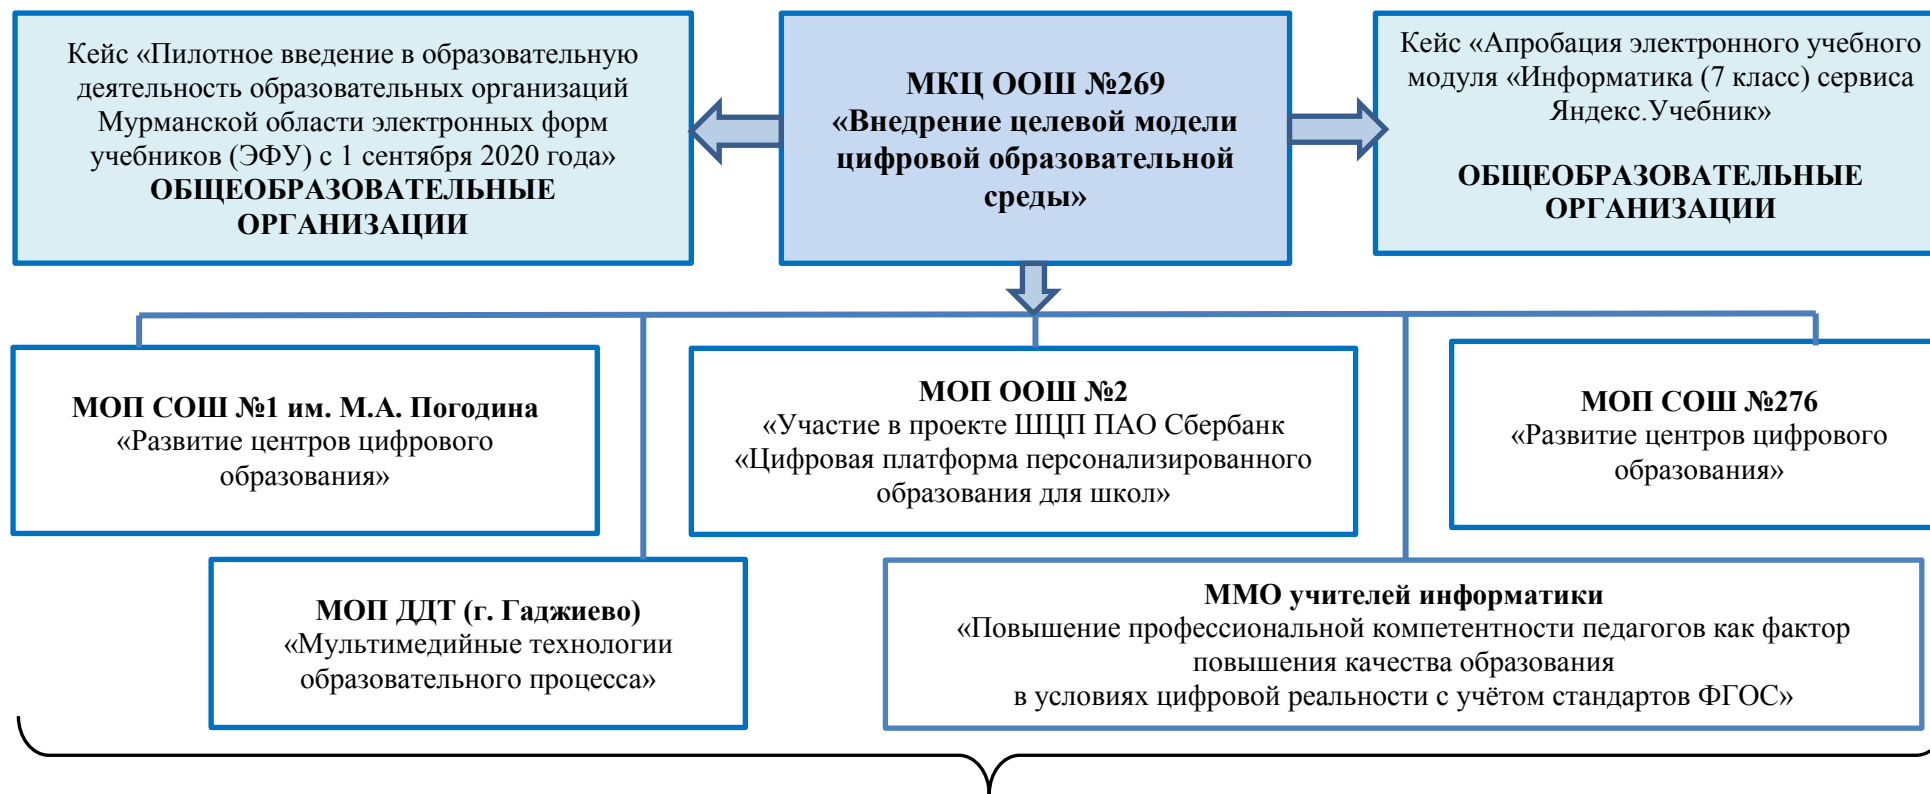 Кейс «Пилотное введение в образовательную
деятельность образовательных организаций
Мурманской области электронных форм
учебников (ЭФУ) с 1 сентября 2020 года»
ОБЩЕОБРАЗОВАТЕЛЬНЫЕ
ОРГАНИЗАЦИИ
МКЦ ООШ №269
«Внедрение целевой модели
цифровой образовательной
среды»
Кейс «Апробация электронного учебного
модуля «Информатика (7 класс) сервиса
Яндекс.Учебник»
ОБЩЕОБРАЗОВАТЕЛЬНЫЕ
ОРГАНИЗАЦИИ
МОП СОШ №1 им. М.А. Погодина
«Развитие центров цифрового
образования»
МОП ООШ №2
«Участие в проекте ШЦП ПАО Сбербанк
«Цифровая платформа персонализированного
образования для школ»
МОП СОШ №276
«Развитие центров цифрового
образования»
МОП ДДТ (г. Гаджиево)
«Мультимедийные технологии
образовательного процесса»
ММО учителей информатики
«Повышение профессиональной компетентности педагогов как фактор
повышения качества образования
в условиях цифровой реальности с учётом стандартов ФГОС»